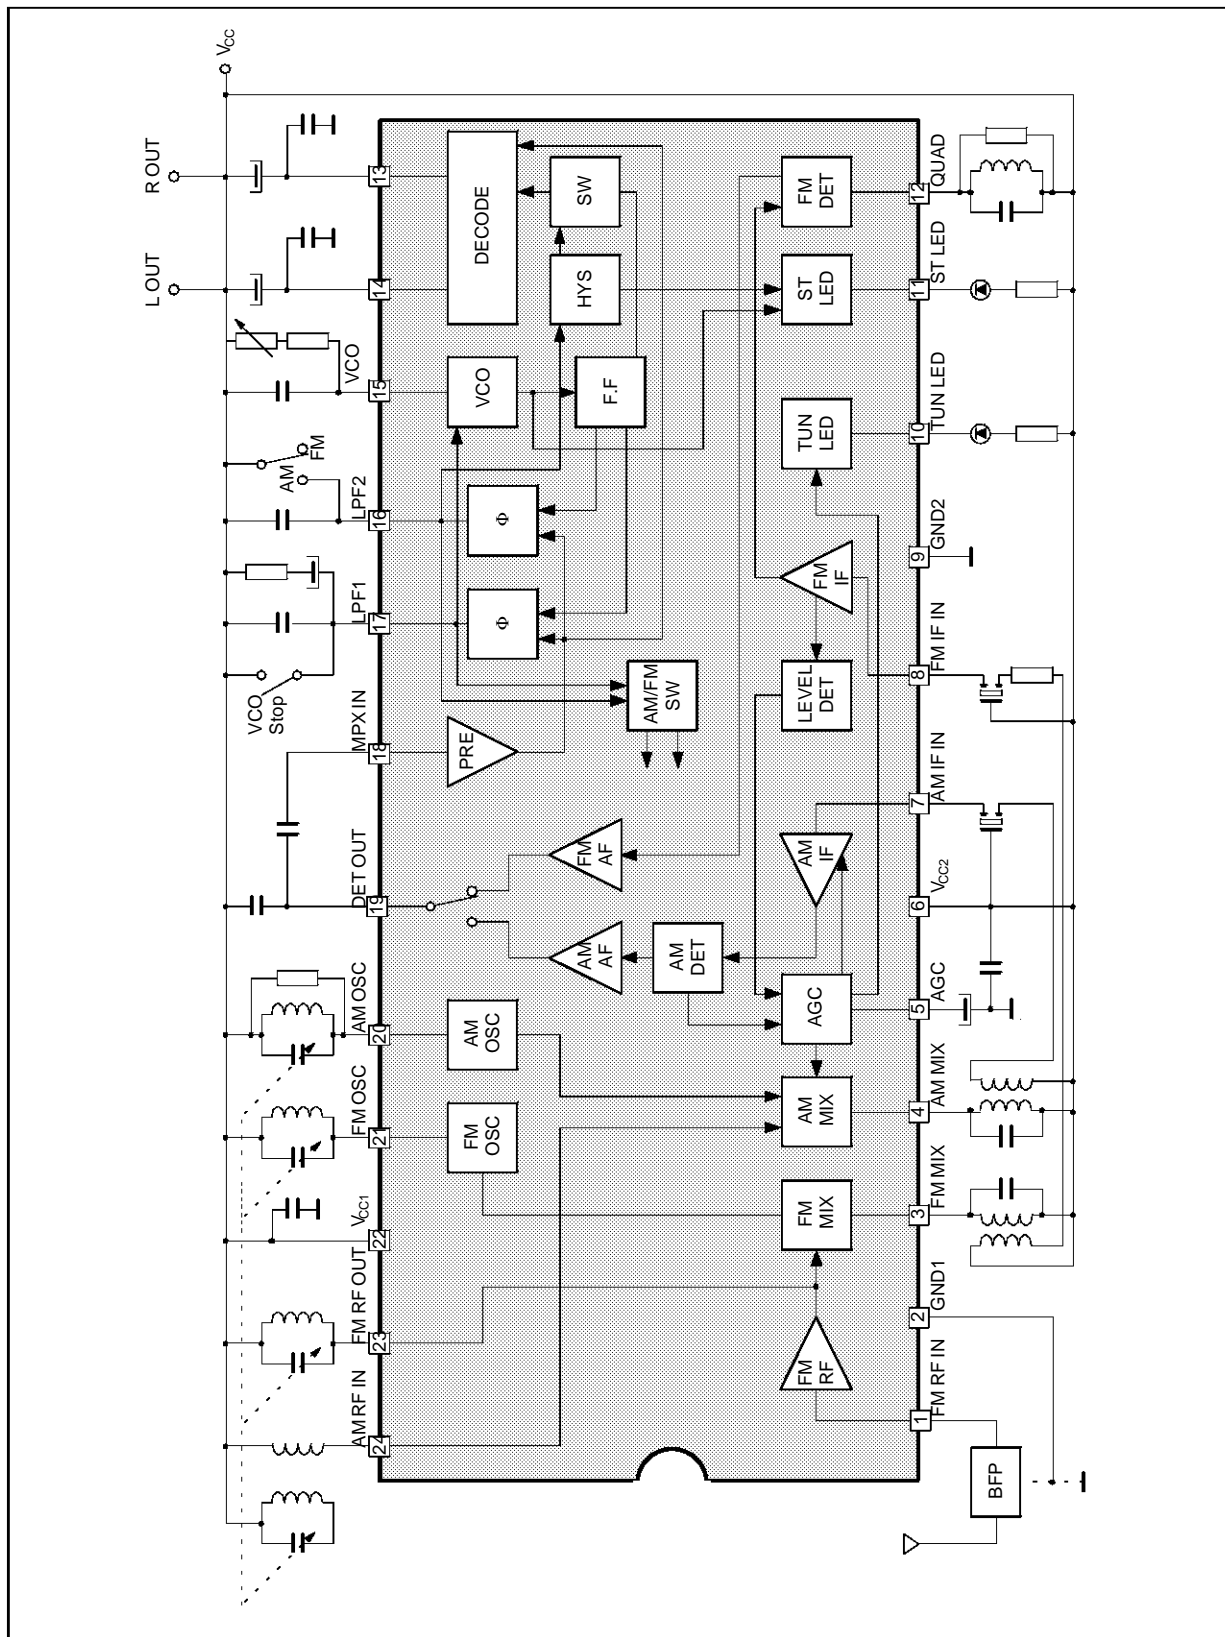 R OUT
L OUT
VCC
VCO
AM
FM
LPF2
LPF1
VCO
Stop
MPX IN
DET OUT
AM OSC
FM OSC
VCC1
FM RF OUT
AM RF IN
13
14
15
16
17
18
19
20
21
22
23
24
DECODE
SW
HYS
VCO
F.F
Φ
Φ
AM/FM
SW
PRE
FM
AF
AM
AF
AM
DET
AM
OSC
FM
OSC
FM
DET
ST
LED
TUN
LED
FM
IF
LEVEL
DET
AM
IF
AGC
AM
MIX
FM
MIX
FM
RF
12
11
10
9
8
7
6
5
4
3
2
1
QUAD
ST LED
TUN LED
GND2
FM IF IN
AM IF IN
VCC2
AGC
AM MIX
FM MIX
GND1
FM RF IN
BFP